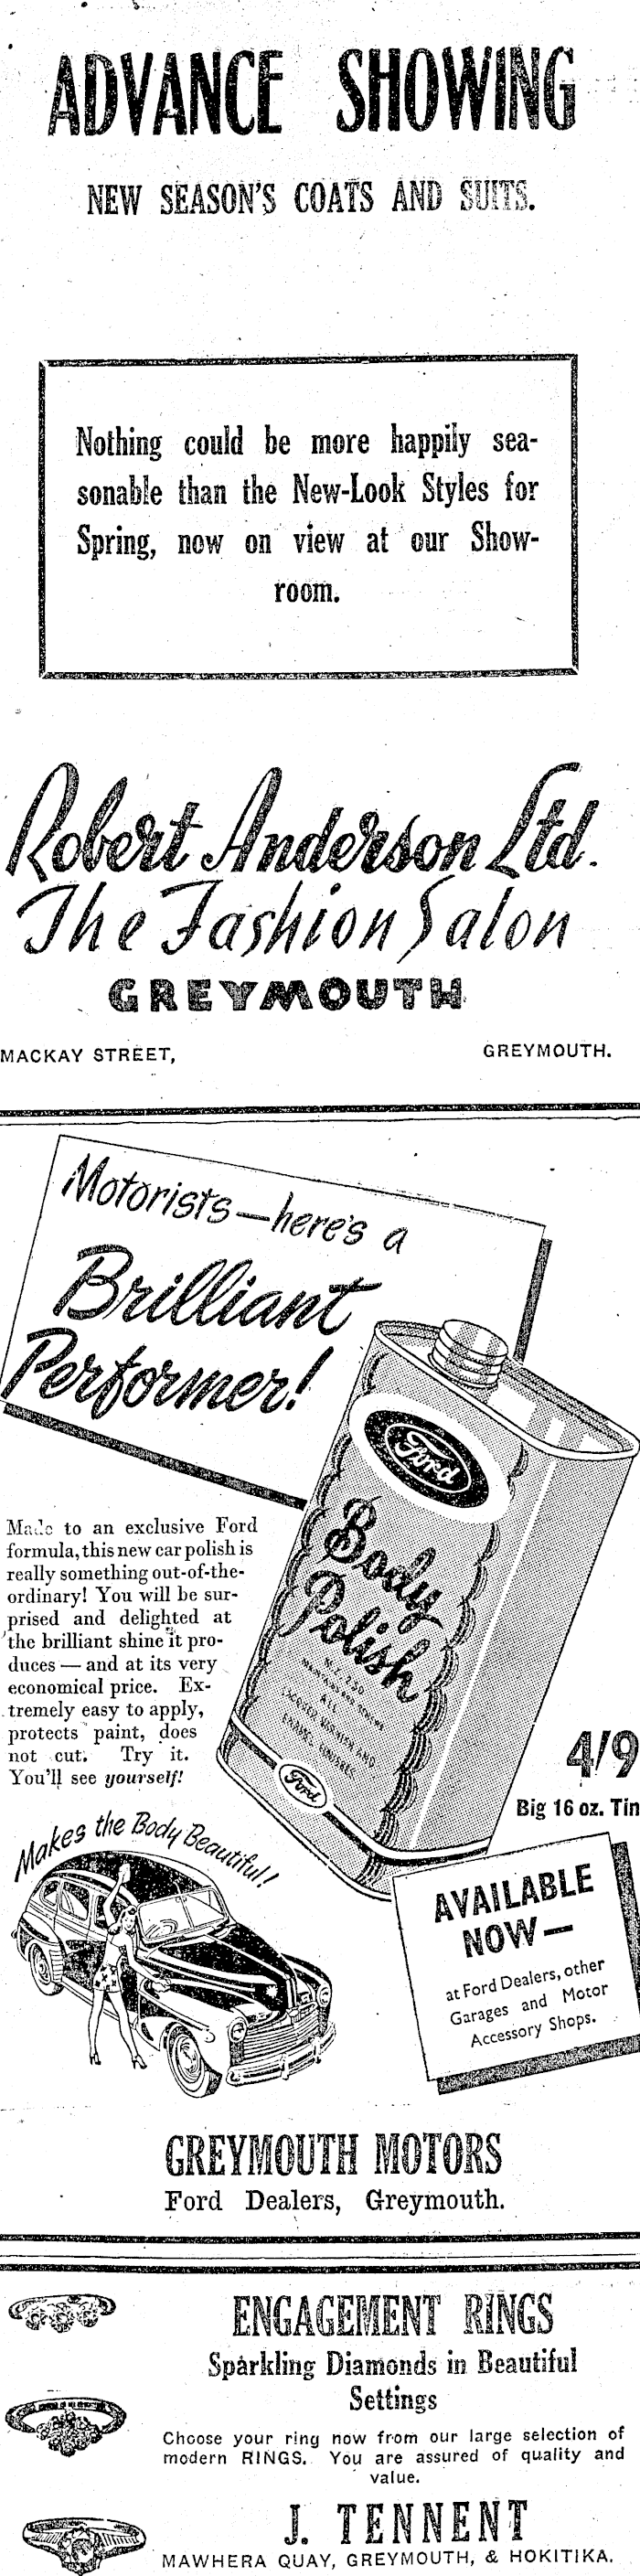 ADVANCE SHOWING
NEW SEASON'S COATS AND SUITS.
Nothing could be more happily sea-
sonable than the New-Look Styles for
Spring, now on view at our Show-
room.
Robert Anderson Ltd.
The Fashion Salon
GREYMOUTH
MACKAY STREET, GREYMOUTH.
Motorists—here's a
Brilliant
Performer!
Ford
Body
Polish
M.Z. 230
ALL
LACQUER VARNISH AND
ENAMEL FINISHES
Ford
Made to an exclusive Ford
formula, this new car polish is
really something out-of-the-
ordinary! You will be sur-
prised and delighted at
the brilliant shine it pro-
duces — and at its very
economical price. Ex-
tremely easy to apply,
protects paint, does
not cut. Try it.
You'll see yourself!
4/9
Big 16 oz. Tin
Makes the Body Beautiful!
AVAILABLE
NOW—
at Ford Dealers, other
Garages and Motor
Accessory Shops.
GREYMOUTH MOTORS
Ford Dealers, Greymouth.
ENGAGEMENT RINGS
Sparkling Diamonds in Beautiful
Settings
Choose your ring now from our large selection of
modern RINGS. You are assured of quality and
value.
J. TENNENT
MAWHERA QUAY, GREYMOUTH, & HOKITIKA.